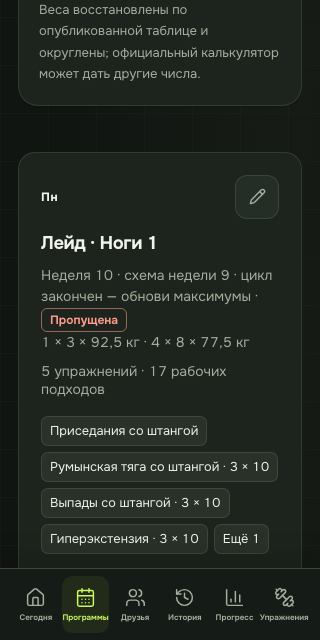 Веса восстановлены по
опубликованной таблице и
округлены; официальный калькулятор
может дать другие числа.
Пн
Лейд · Ноги 1
Неделя 10 · схема недели 9 · цикл
закончен — обнови максимумы ·
Пропущена
1 × 3 × 92,5 кг · 4 × 8 × 77,5 кг
5 упражнений · 17 рабочих
подходов
Приседания со штангой
Румынская тяга со штангой · 3 × 10
Выпады со штангой · 3 × 10
Гиперэкстензия · 3 × 10 Ещё 1
Сегодня Программы Друзья История Прогресс Упражнения